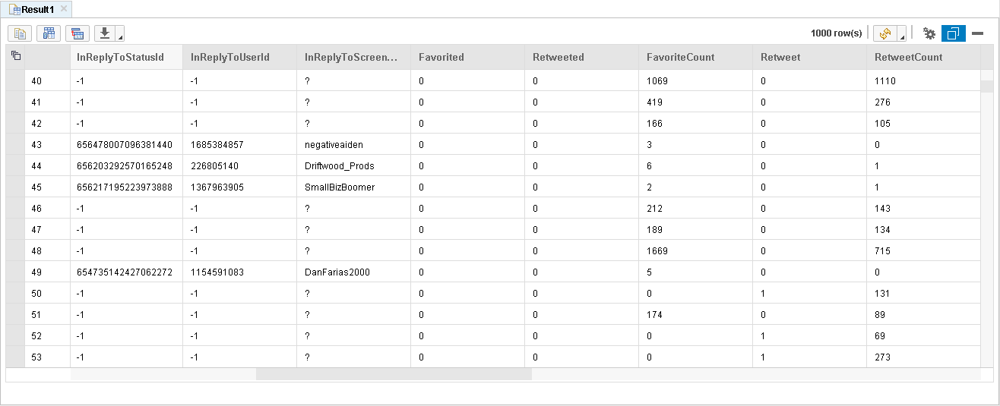 Result1
1000 row(s)
InReplyToStatusId InReplyToUserId InReplyToScreen... Favorited Retweeted FavoriteCount Retweet RetweetCount
40 -1 -1 ? 0 0 1069 0 1110
41 -1 -1 ? 0 0 419 0 276
42 -1 -1 ? 0 0 166 0 105
43 656478007096381440 1685384857 negativeaiden 0 0 3 0 0
44 656203292570165248 226805140 Driftwood_Prods 0 0 6 0 1
45 656217195223973888 1367963905 SmallBizBoomer 0 0 2 0 1
46 -1 -1 ? 0 0 212 0 143
47 -1 -1 ? 0 0 189 0 134
48 -1 -1 ? 0 0 1669 0 715
49 654735142427062272 1154591083 DanFarias2000 0 0 5 0 0
50 -1 -1 ? 0 0 0 1 131
51 -1 -1 ? 0 0 174 0 89
52 -1 -1 ? 0 0 0 1 69
53 -1 -1 ? 0 0 0 1 273